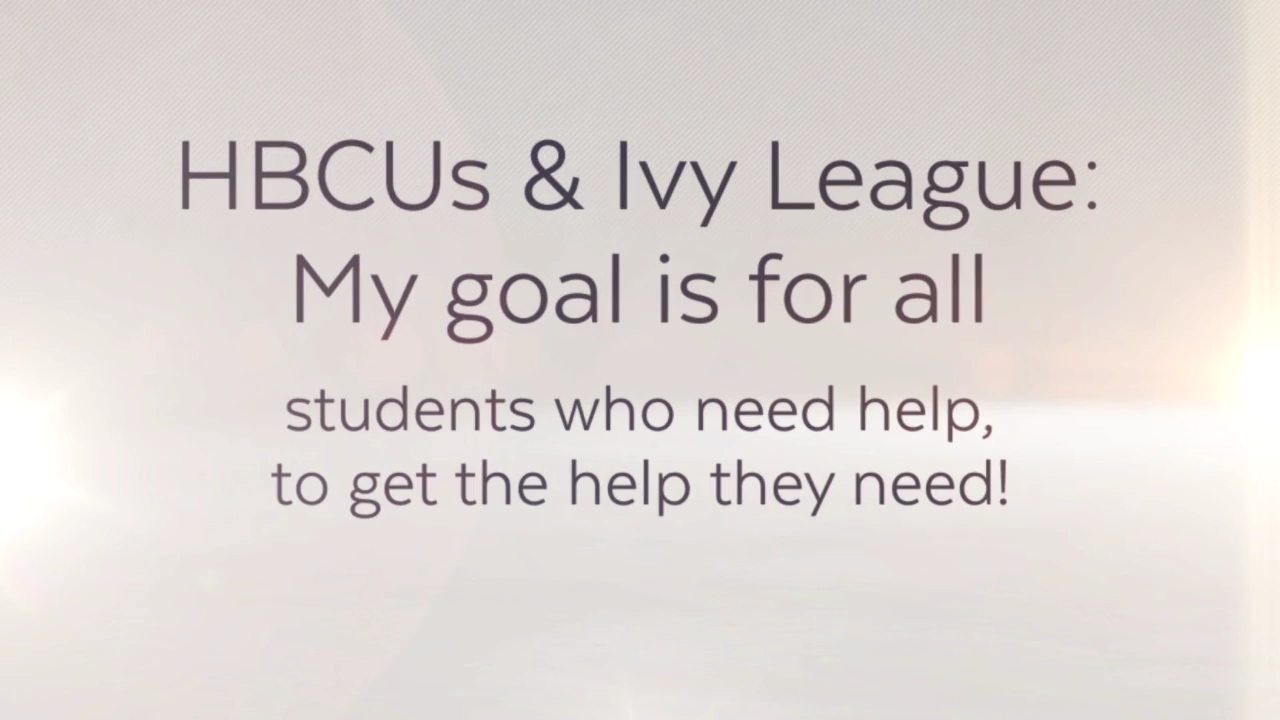 HBCUs & Ivy League:
My goal is for all
students who need help,
to get the help they need!